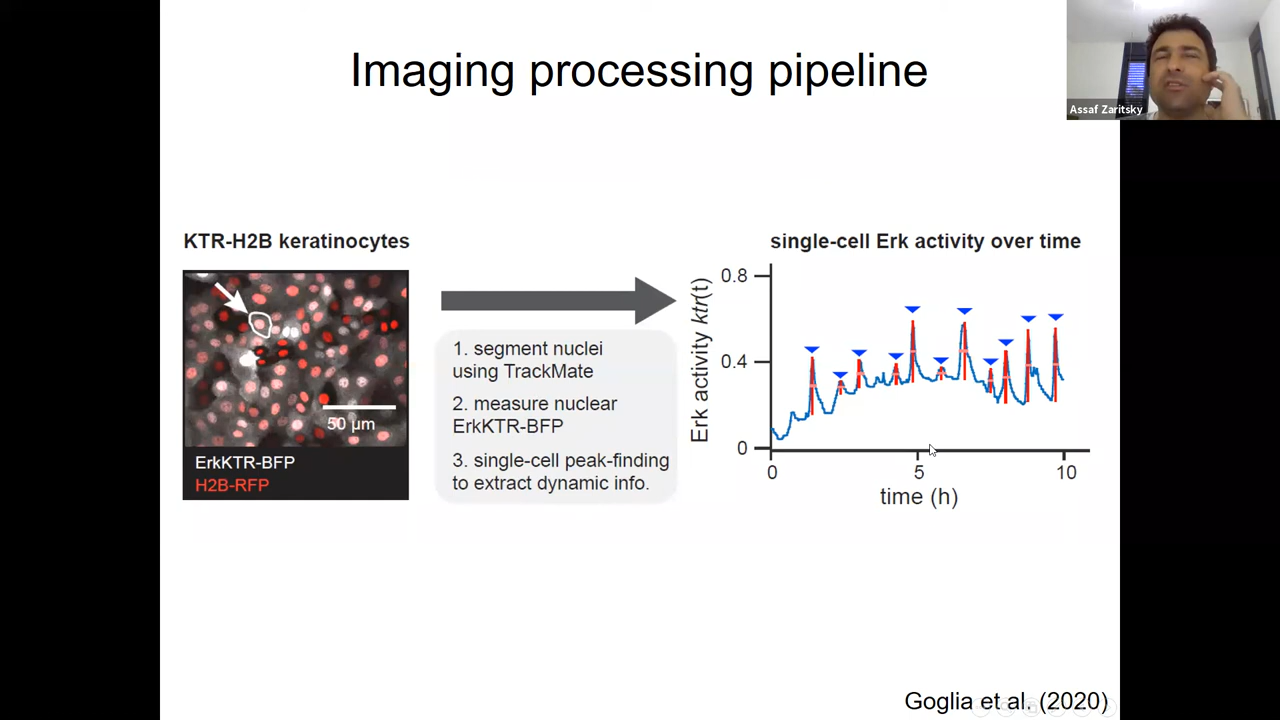 Imaging processing pipeline
Assaf Zaritsky
KTR-H2B keratinocytes
50 µm
ErkKTR-BFP
H2B-RFP
1. segment nuclei
using TrackMate
2. measure nuclear
ErkKTR-BFP
3. single-cell peak-finding
to extract dynamic info.
single-cell Erk activity over time
Erk activity ktr(t)
0.8
0.4
0
0 5 10
time (h)
Goglia et al. (2020)